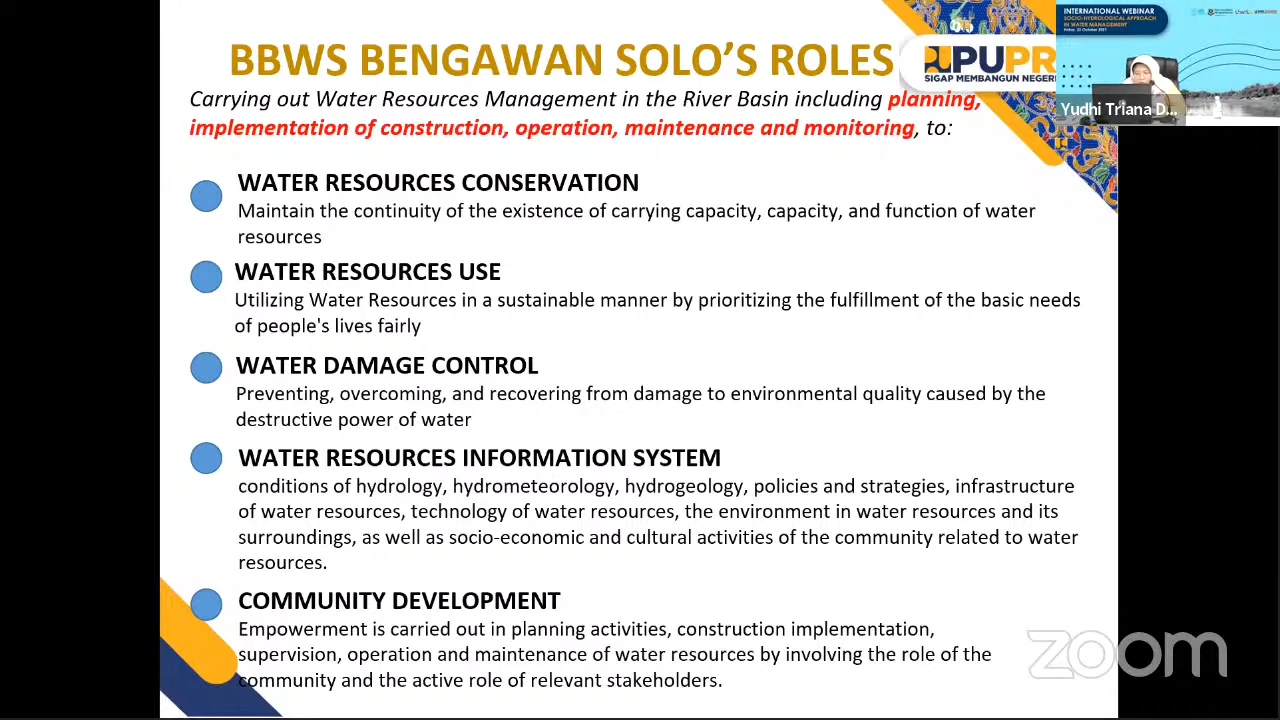 BBWS BENGAWAN SOLO'S ROLES
PUPR
SIGAP MEMBANGUN NEGERI
INTERNATIONAL WEBINAR
SOCIO-HYDROLOGICAL APPROACH
IN WATER MANAGEMENT
Yudhi Triana D...
Carrying out Water Resources Management in the River Basin including planning,
implementation of construction, operation, maintenance and monitoring, to:
WATER RESOURCES CONSERVATION
Maintain the continuity of the existence of carrying capacity, capacity, and function of water
resources
WATER RESOURCES USE
Utilizing Water Resources in a sustainable manner by prioritizing the fulfillment of the basic needs
of people's lives fairly
WATER DAMAGE CONTROL
Preventing, overcoming, and recovering from damage to environmental quality caused by the
destructive power of water
WATER RESOURCES INFORMATION SYSTEM
conditions of hydrology, hydrometeorology, hydrogeology, policies and strategies, infrastructure
of water resources, technology of water resources, the environment in water resources and its
surroundings, as well as socio-economic and cultural activities of the community related to water
resources.
COMMUNITY DEVELOPMENT
Empowerment is carried out in planning activities, construction implementation,
supervision, operation and maintenance of water resources by involving the role of the
community and the active role of relevant stakeholders.
zoom